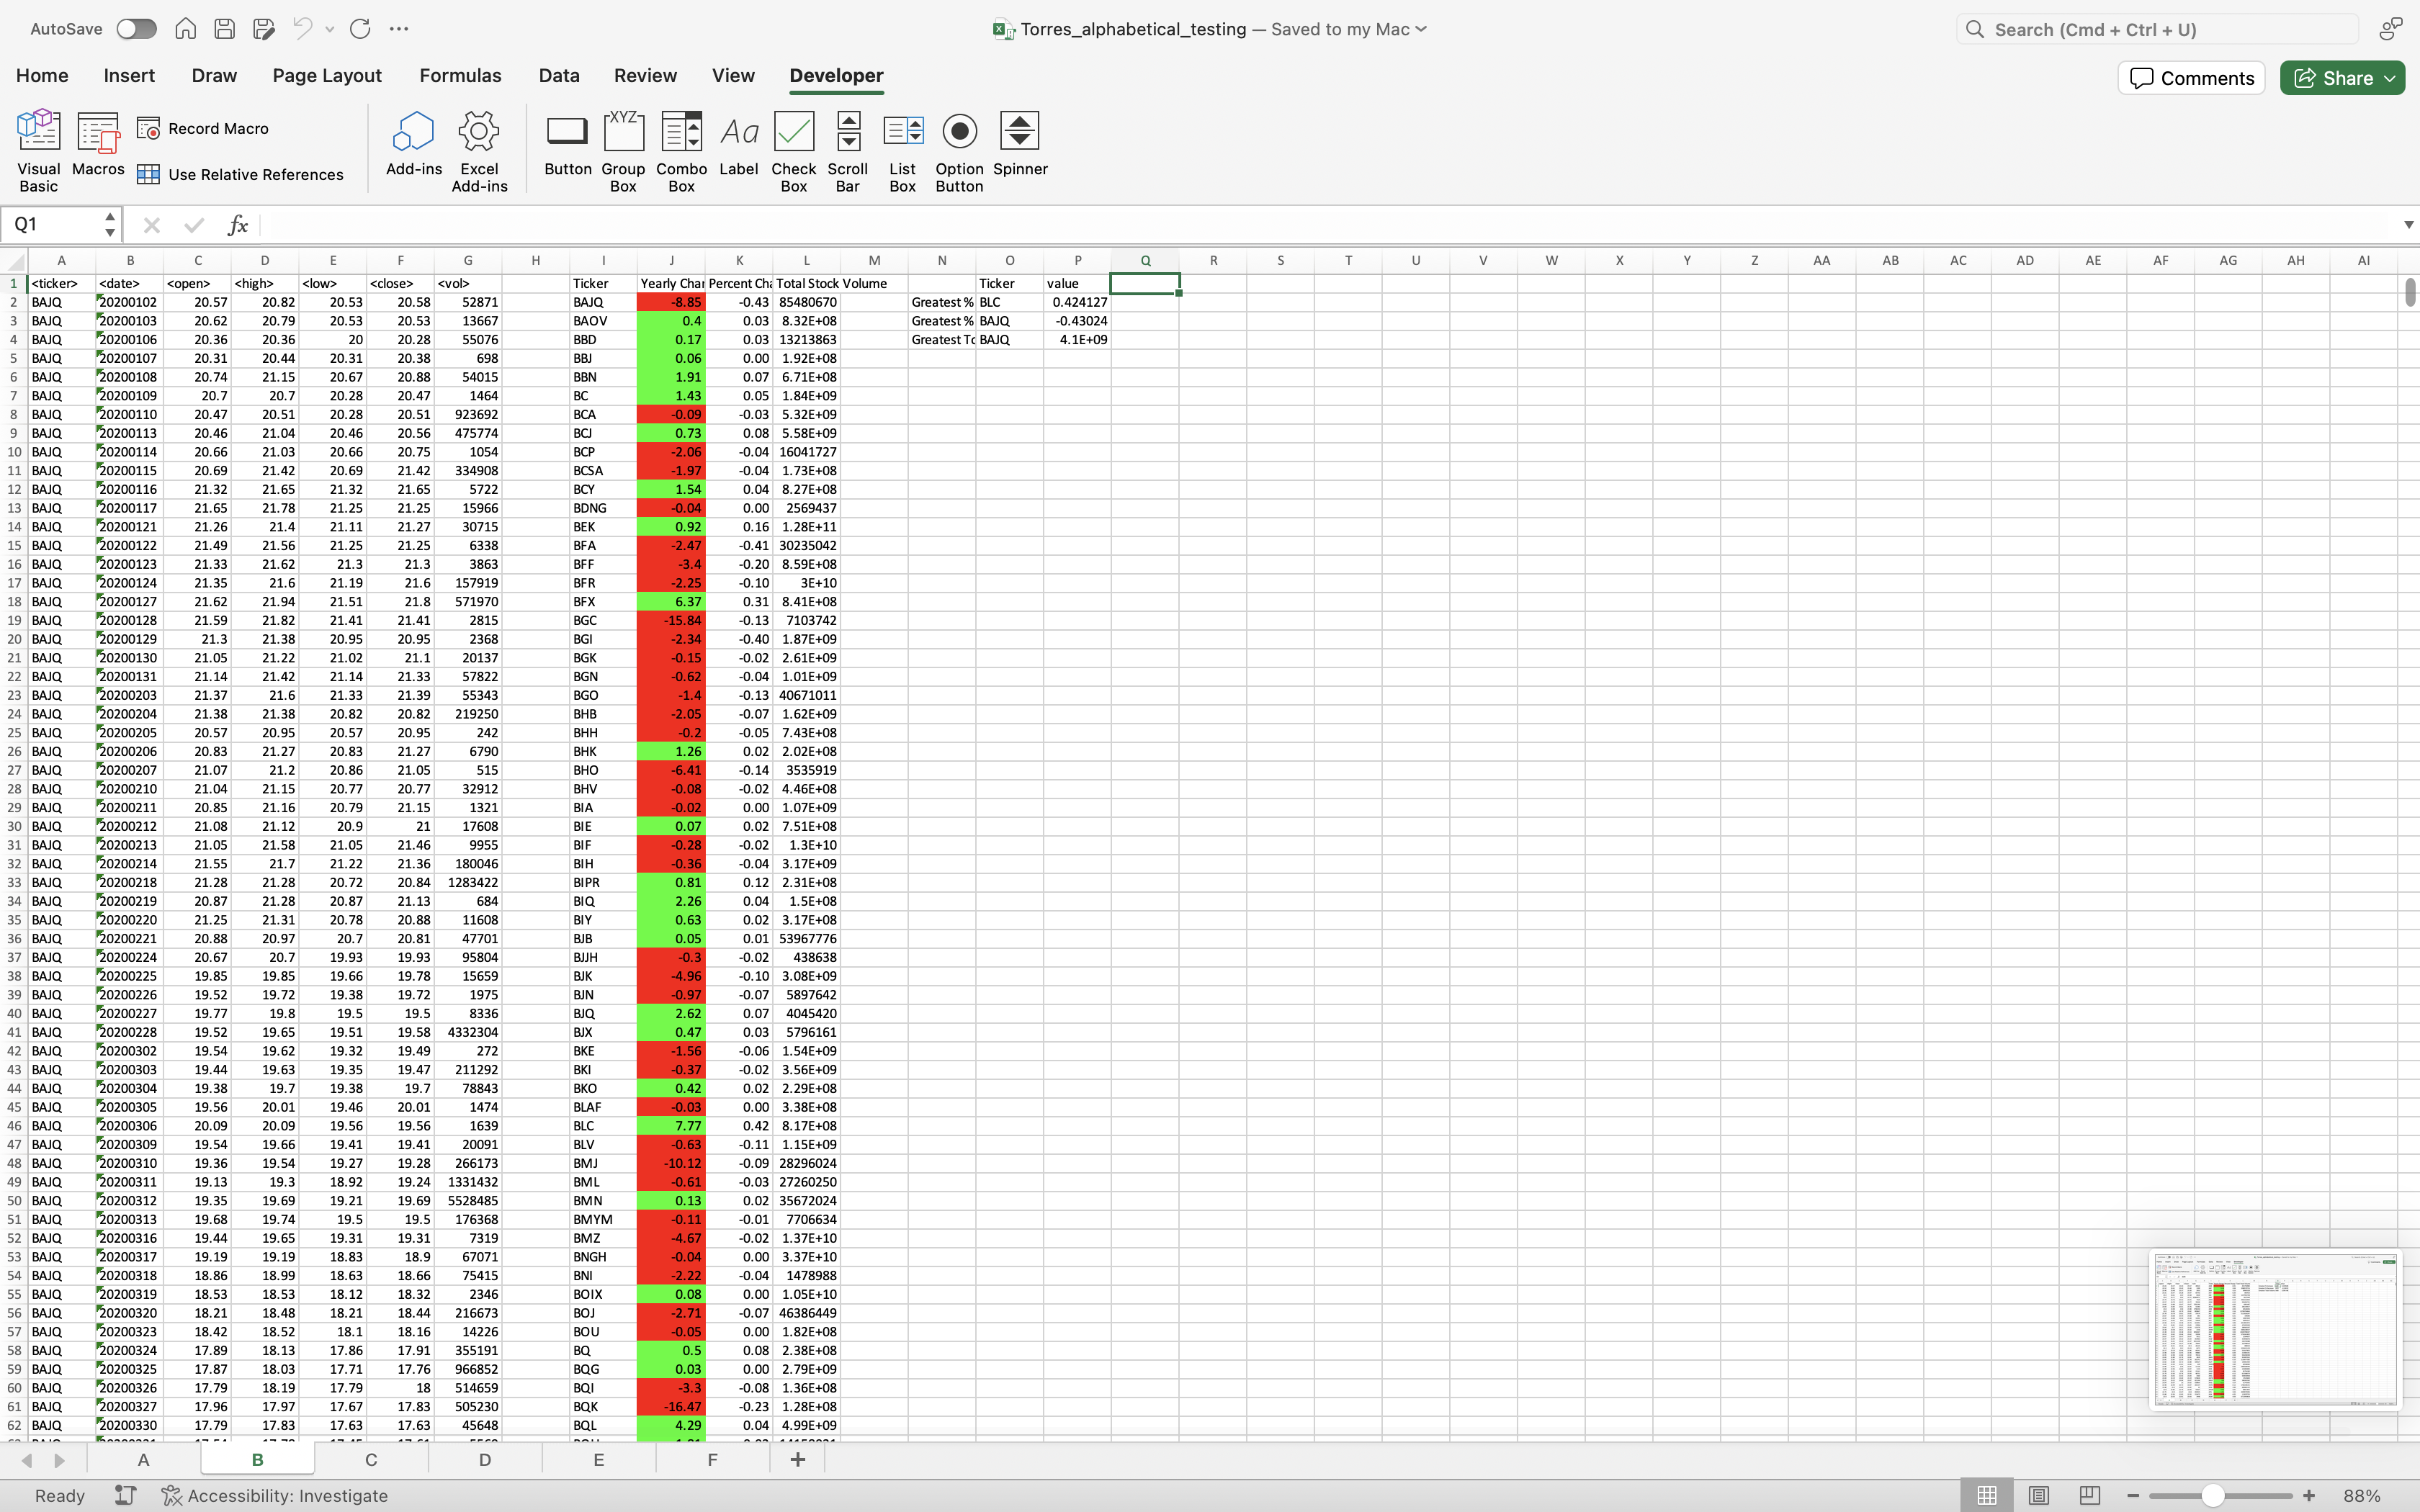 AutoSave
Torres_alphabetical_testing — Saved to my Mac
Search (Cmd + Ctrl + U)
Home Insert Draw Page Layout Formulas Data Review View Developer
Comments Share
Visual Basic Macros Record Macro Use Relative References Add-ins Excel Add-ins Button XYZ Group Box Combo Box Aa Label Check Box Scroll Bar List Box Option Button Spinner
Q1 fx
A B C D E F G H I J K L M N O P Q R S T U V W X Y Z AA AB AC AD AE AF AG AH AI
1 <ticker> <date> <open> <high> <low> <close> <vol> Ticker Yearly Char Percent Cha Total Stock Volume Ticker value
2 BAJQ 20200102 20.57 20.82 20.53 20.58 52871 BAJQ -8.85 -0.43 85480670 Greatest % BLC 0.424127
3 BAJQ 20200103 20.62 20.79 20.53 20.53 13667 BAOV 0.4 0.03 8.32E+08 Greatest % BAJQ -0.43024
4 BAJQ 20200106 20.36 20.36 20 20.28 55076 BBD 0.17 0.03 13213863 Greatest To BAJQ 4.1E+09
5 BAJQ 20200107 20.31 20.44 20.31 20.38 698 BBJ 0.06 0.00 1.92E+08
6 BAJQ 20200108 20.74 21.15 20.67 20.88 54015 BBN 1.91 0.07 6.71E+08
7 BAJQ 20200109 20.7 20.7 20.28 20.47 1464 BC 1.43 0.05 1.84E+09
8 BAJQ 20200110 20.47 20.51 20.28 20.51 923692 BCA -0.09 -0.03 5.32E+09
9 BAJQ 20200113 20.46 21.04 20.46 20.56 475774 BCJ 0.73 0.08 5.58E+09
10 BAJQ 20200114 20.66 21.03 20.66 20.75 1054 BCP -2.06 -0.04 16041727
11 BAJQ 20200115 20.69 21.42 20.69 21.42 334908 BCSA -1.97 -0.04 1.73E+08
12 BAJQ 20200116 21.32 21.65 21.32 21.65 5722 BCY 1.54 0.04 8.27E+08
13 BAJQ 20200117 21.65 21.78 21.25 21.25 15966 BDNG -0.04 0.00 2569437
14 BAJQ 20200121 21.26 21.4 21.11 21.27 30715 BEK 0.92 0.16 1.28E+11
15 BAJQ 20200122 21.49 21.56 21.25 21.25 6338 BFA -2.47 -0.41 30235042
16 BAJQ 20200123 21.33 21.62 21.3 21.3 3863 BFF -3.4 -0.20 8.59E+08
17 BAJQ 20200124 21.35 21.6 21.19 21.6 157919 BFR -2.25 -0.10 3E+10
18 BAJQ 20200127 21.62 21.94 21.51 21.8 571970 BFX 6.37 0.31 8.41E+08
19 BAJQ 20200128 21.59 21.82 21.41 21.41 2815 BGC -15.84 -0.13 7103742
20 BAJQ 20200129 21.3 21.38 20.95 20.95 2368 BGI -2.34 -0.40 1.87E+09
21 BAJQ 20200130 21.05 21.22 21.02 21.1 20137 BGK -0.15 -0.02 2.61E+09
22 BAJQ 20200131 21.14 21.42 21.14 21.33 57822 BGN -0.62 -0.04 1.01E+09
23 BAJQ 20200203 21.37 21.6 21.33 21.39 55343 BGO -1.4 -0.13 40671011
24 BAJQ 20200204 21.38 21.38 20.82 20.82 219250 BHB -2.05 -0.07 1.62E+09
25 BAJQ 20200205 20.57 20.95 20.57 20.95 242 BHH -0.2 -0.05 7.43E+08
26 BAJQ 20200206 20.83 21.27 20.83 21.27 6790 BHK 1.26 0.02 2.02E+08
27 BAJQ 20200207 21.07 21.2 20.86 21.05 515 BHO -6.41 -0.14 3535919
28 BAJQ 20200210 21.04 21.15 20.77 20.77 32912 BHV -0.08 -0.02 4.46E+08
29 BAJQ 20200211 20.85 21.16 20.79 21.15 1321 BIA -0.02 0.00 1.07E+09
30 BAJQ 20200212 21.08 21.12 20.9 21 17608 BIE 0.07 0.02 7.51E+08
31 BAJQ 20200213 21.05 21.58 21.05 21.46 9955 BIF -0.28 -0.02 1.3E+10
32 BAJQ 20200214 21.55 21.7 21.22 21.36 180046 BIH -0.36 -0.04 3.17E+09
33 BAJQ 20200218 21.28 21.28 20.72 20.84 1283422 BIPR 0.81 0.12 2.31E+08
34 BAJQ 20200219 20.87 21.28 20.87 21.13 684 BIQ 2.26 0.04 1.5E+08
35 BAJQ 20200220 21.25 21.31 20.78 20.88 11608 BIY 0.63 0.02 3.17E+08
36 BAJQ 20200221 20.88 20.97 20.7 20.81 47701 BJB 0.05 0.01 53967776
37 BAJQ 20200224 20.67 20.7 19.93 19.93 95804 BJJH -0.3 -0.02 438638
38 BAJQ 20200225 19.85 19.85 19.66 19.78 15659 BJK -4.96 -0.10 3.08E+09
39 BAJQ 20200226 19.52 19.72 19.38 19.72 1975 BJN -0.97 -0.07 5897642
40 BAJQ 20200227 19.77 19.8 19.5 19.5 8336 BJQ 2.62 0.07 4045420
41 BAJQ 20200228 19.52 19.65 19.51 19.58 4332304 BJX 0.47 0.03 5796161
42 BAJQ 20200302 19.54 19.62 19.32 19.49 272 BKE -1.56 -0.06 1.54E+09
43 BAJQ 20200303 19.44 19.63 19.35 19.47 211292 BKI -0.37 -0.02 3.56E+09
44 BAJQ 20200304 19.38 19.7 19.38 19.7 78843 BKO 0.42 0.02 2.29E+08
45 BAJQ 20200305 19.56 20.01 19.46 20.01 1474 BLAF -0.03 0.00 3.38E+08
46 BAJQ 20200306 20.09 20.09 19.56 19.56 1639 BLC 7.77 0.42 8.17E+08
47 BAJQ 20200309 19.54 19.66 19.41 19.41 20091 BLV -0.63 -0.11 1.15E+09
48 BAJQ 20200310 19.36 19.54 19.27 19.28 266173 BMJ -10.12 -0.09 28296024
49 BAJQ 20200311 19.13 19.3 18.92 19.24 1331432 BML -0.61 -0.03 27260250
50 BAJQ 20200312 19.35 19.69 19.21 19.69 5528485 BMN 0.13 0.02 35672024
51 BAJQ 20200313 19.68 19.74 19.5 19.5 176368 BMYM -0.11 -0.01 7706634
52 BAJQ 20200316 19.44 19.65 19.31 19.31 7319 BMZ -4.67 -0.02 1.37E+10
53 BAJQ 20200317 19.19 19.19 18.83 18.9 67071 BNGH -0.04 0.00 3.37E+10
54 BAJQ 20200318 18.86 18.99 18.63 18.66 75415 BNI -2.22 -0.04 1478988
55 BAJQ 20200319 18.53 18.53 18.12 18.32 2346 BOIX 0.08 0.00 1.05E+10
56 BAJQ 20200320 18.21 18.48 18.21 18.44 216673 BOJ -2.71 -0.07 46386449
57 BAJQ 20200323 18.42 18.52 18.1 18.16 14226 BOU -0.05 0.00 1.82E+08
58 BAJQ 20200324 17.89 18.13 17.86 17.91 355191 BQ 0.5 0.08 2.38E+08
59 BAJQ 20200325 17.87 18.03 17.71 17.76 966852 BQG 0.03 0.00 2.79E+09
60 BAJQ 20200326 17.79 18.19 17.79 18 514659 BQI -3.3 -0.08 1.36E+08
61 BAJQ 20200327 17.96 17.97 17.67 17.83 505230 BQK -16.47 -0.23 1.28E+08
62 BAJQ 20200330 17.79 17.83 17.63 17.63 45648 BQL 4.29 0.04 4.99E+09
A B C D E F
Ready Accessibility: Investigate 88%